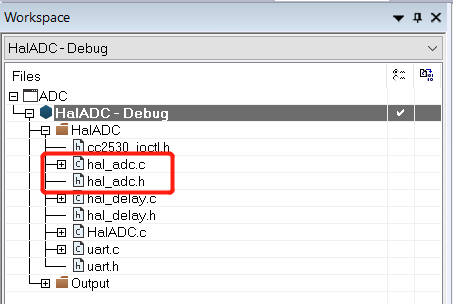 Workspace
HalADC - Debug
Files
ADC
HalADC - Debug
HalADC
cc2530_ioctl.h
hal_adc.c
hal_adc.h
hal_delay.c
hal_delay.h
HalADC.c
uart.c
uart.h
Output